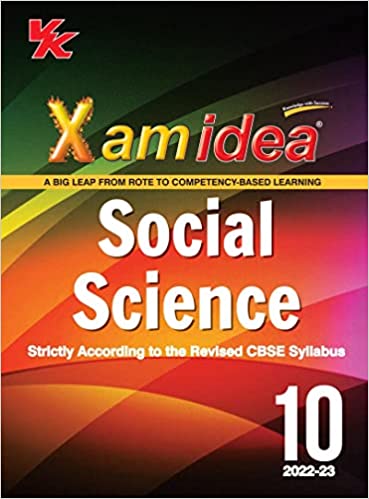 VK
Knowledge with Success
Xam idea®
A BIG LEAP FROM ROTE TO COMPETENCY-BASED LEARNING
Social
Science
Strictly According to the Revised CBSE Syllabus
10
2022-23